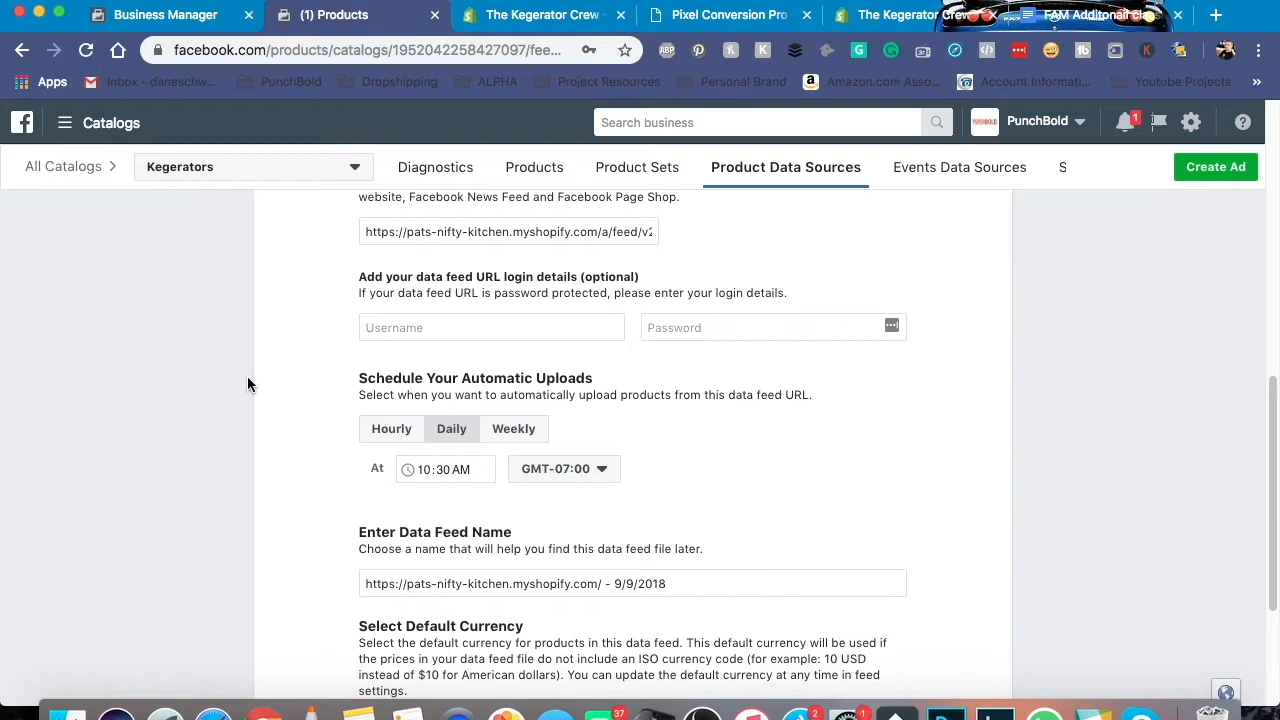 Business Manager
(1) Products
The Kegerator Crew -
Pixel Conversion Pro
The Kegerator Crew
facebook.com/products/catalogs/1952042258427097/fee...
Apps
Inbox - daneschw...
PunchBold
Dropshipping
ALPHA
Project Resources
Personal Brand
Amazon.com Asso...
Account Informati...
Youtube Projects
»
Catalogs
Search business
PunchBold
1
All Catalogs
Kegerators
Diagnostics
Products
Product Sets
Product Data Sources
Events Data Sources
S
Create Ad
website, Facebook News Feed and Facebook Page Shop.
https://pats-nifty-kitchen.myshopify.com/a/feed/v2
Add your data feed URL login details (optional)
If your data feed URL is password protected, please enter your login details.
Username
Password
Schedule Your Automatic Uploads
Select when you want to automatically upload products from this data feed URL.
Hourly
Daily
Weekly
At
10:30 AM
GMT-07:00
Enter Data Feed Name
Choose a name that will help you find this data feed file later.
https://pats-nifty-kitchen.myshopify.com/ - 9/9/2018
Select Default Currency
Select the default currency for products in this data feed. This default currency will be used if
the prices in your data feed file do not include an ISO currency code (for example: 10 USD
instead of $10 for American dollars). You can update the default currency at any time in feed
settings.
37
2
1